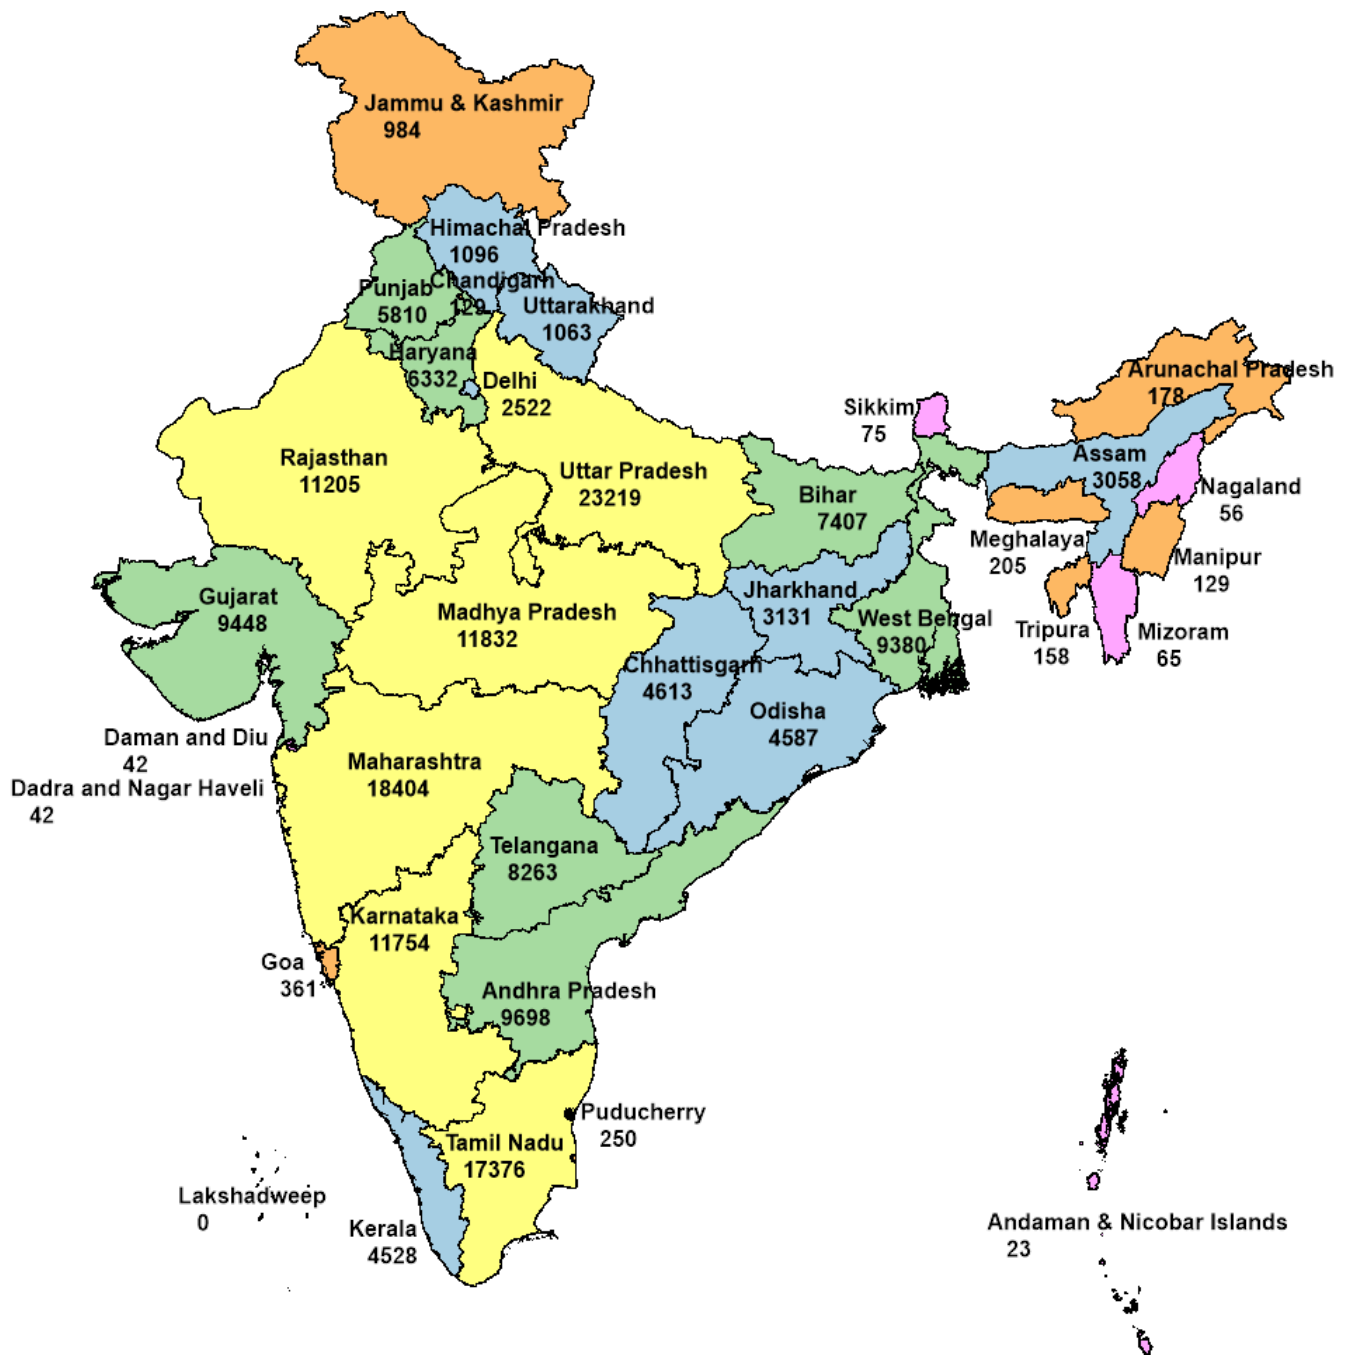 Jammu & Kashmir
984
Himachal Pradesh
1096
Chandigarh
129
Punjab
5810
Uttarakhand
1063
Haryana
6332
Delhi
2522
Arunachal Pradesh
178
Sikkim
75
Rajasthan
11205
Uttar Pradesh
23219
Bihar
7407
Assam
3058
Nagaland
56
Meghalaya
205
Manipur
129
Gujarat
9448
Madhya Pradesh
11832
Jharkhand
3131
West Bengal
9380
Tripura
158
Mizoram
65
Chhattisgarh
4613
Odisha
4587
Daman and Diu
42
Dadra and Nagar Haveli
42
Maharashtra
18404
Telangana
8263
Karnataka
11754
Goa
361
Andhra Pradesh
9698
Puducherry
250
Tamil Nadu
17376
Lakshadweep
0
Kerala
4528
Andaman & Nicobar Islands
23